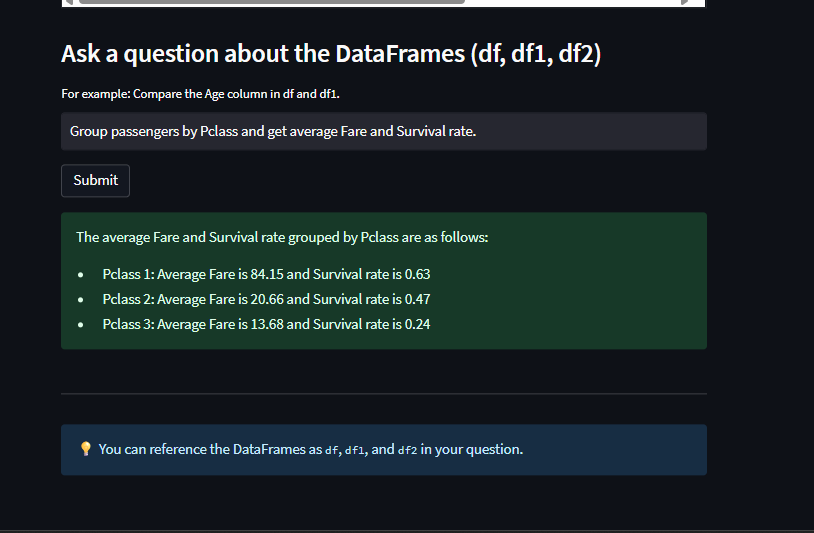 Ask a question about the DataFrames (df, df1, df2)
For example: Compare the Age column in df and df1.
Group passengers by Pclass and get average Fare and Survival rate.
Submit
The average Fare and Survival rate grouped by Pclass are as follows:
• Pclass 1: Average Fare is 84.15 and Survival rate is 0.63
• Pclass 2: Average Fare is 20.66 and Survival rate is 0.47
• Pclass 3: Average Fare is 13.68 and Survival rate is 0.24
💡 You can reference the DataFrames as df, df1, and df2 in your question.